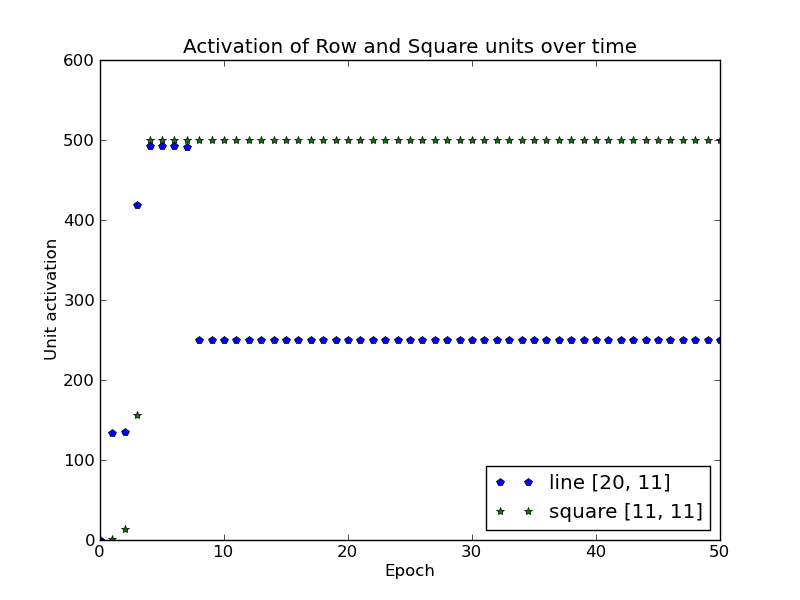 Activation of Row and Square units over time
600
500
400
300
200
100
0
Unit activation
0 10 20 30 40 50
Epoch
line [20, 11]
square [11, 11]